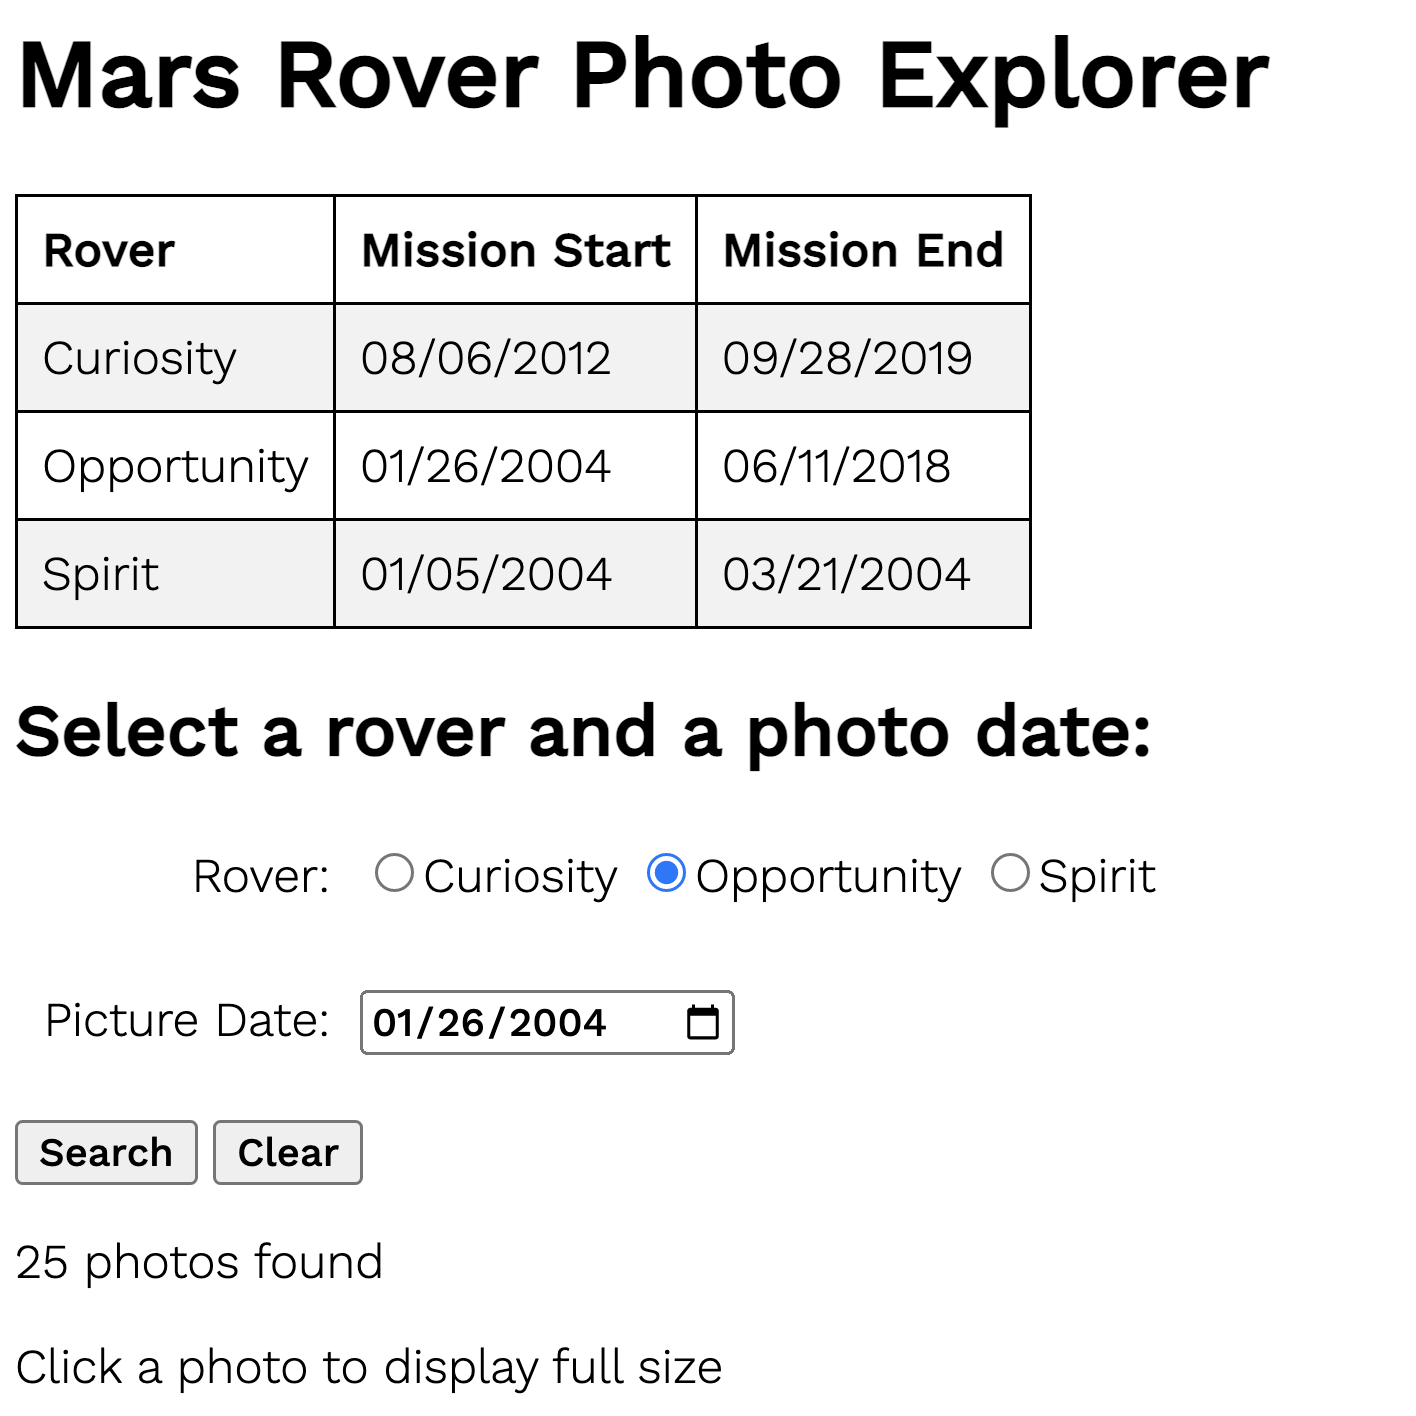 Mars Rover Photo Explorer
Rover Mission Start Mission End
Curiosity 08/06/2012 09/28/2019
Opportunity 01/26/2004 06/11/2018
Spirit 01/05/2004 03/21/2004
Select a rover and a photo date:
Rover: Curiosity Opportunity Spirit
Picture Date: 01/26/2004
Search Clear
25 photos found
Click a photo to display full size